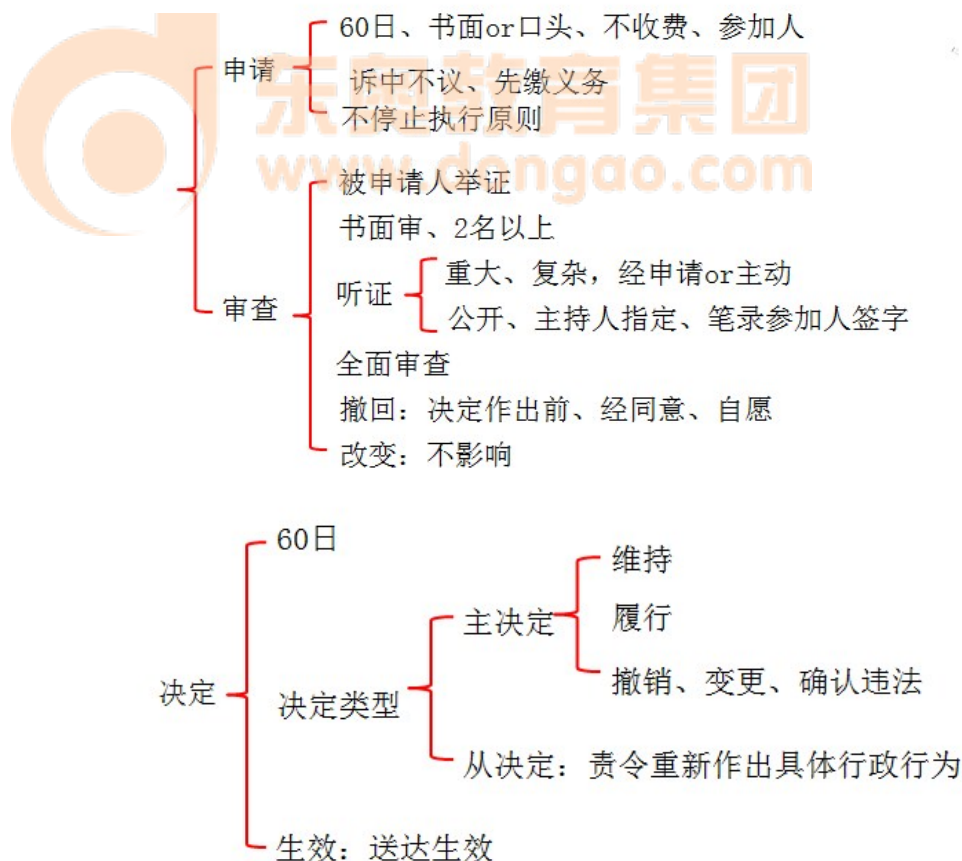 60日、书面or口头、不收费、参加人
申请
诉中不议、先缴义务
不停止执行原则
东奥教育集团
www.dongao.com
被申请人举证
书面审、2名以上
听证
重大、复杂，经申请or主动
公开、主持人指定、笔录参加人签字
审查
全面审查
撤回：决定作出前、经同意、自愿
改变：不影响
60日
决定
决定类型
主决定
维持
履行
撤销、变更、确认违法
从决定：责令重新作出具体行政行为
生效：送达生效